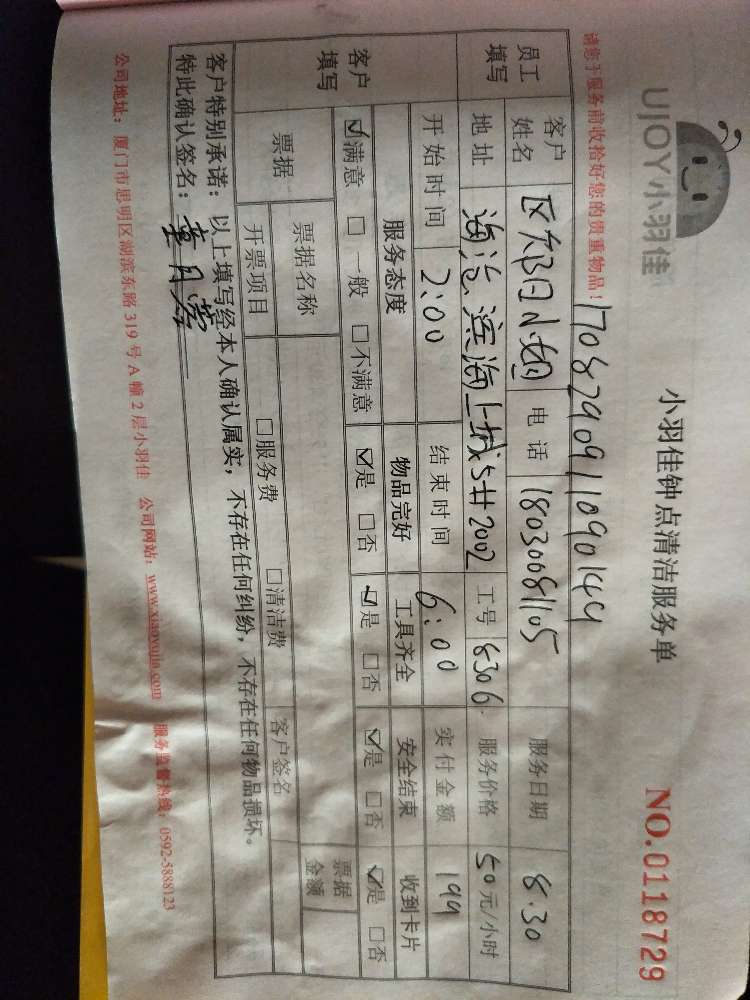 UJOY小羽佳
小羽佳钟点清洁服务单
NO.0118729
请您于服务前收拾好您的贵重物品!
1708290911090144
员工填写 客户姓名 小姐 电话 18030081105 服务日期 8.30
地址 海沧 滨海上城5#2002 工号 8306 服务价格 50元/小时
开始时间 2:00 结束时间 6:00 实付金额 199
客户填写 服务态度 物品完好 工具齐全 安全结束 收到卡片
☑满意 □一般 □不满意 ☑是 □否 ☑是 □否 ☑是 □否 ☑是 □否
票据 票据名称 客户签名 票据金额
开票项目 □服务费 □清洁费
客户特别承诺:以上填写经本人确认属实,不存在任何纠纷,不存在任何物品损坏。
特此确认签名:
公司地址:厦门市思明区湖滨东路319号A幢2层小羽佳 公司网站:www.xiaoyujia.com 服务监督热线:0592-5888123